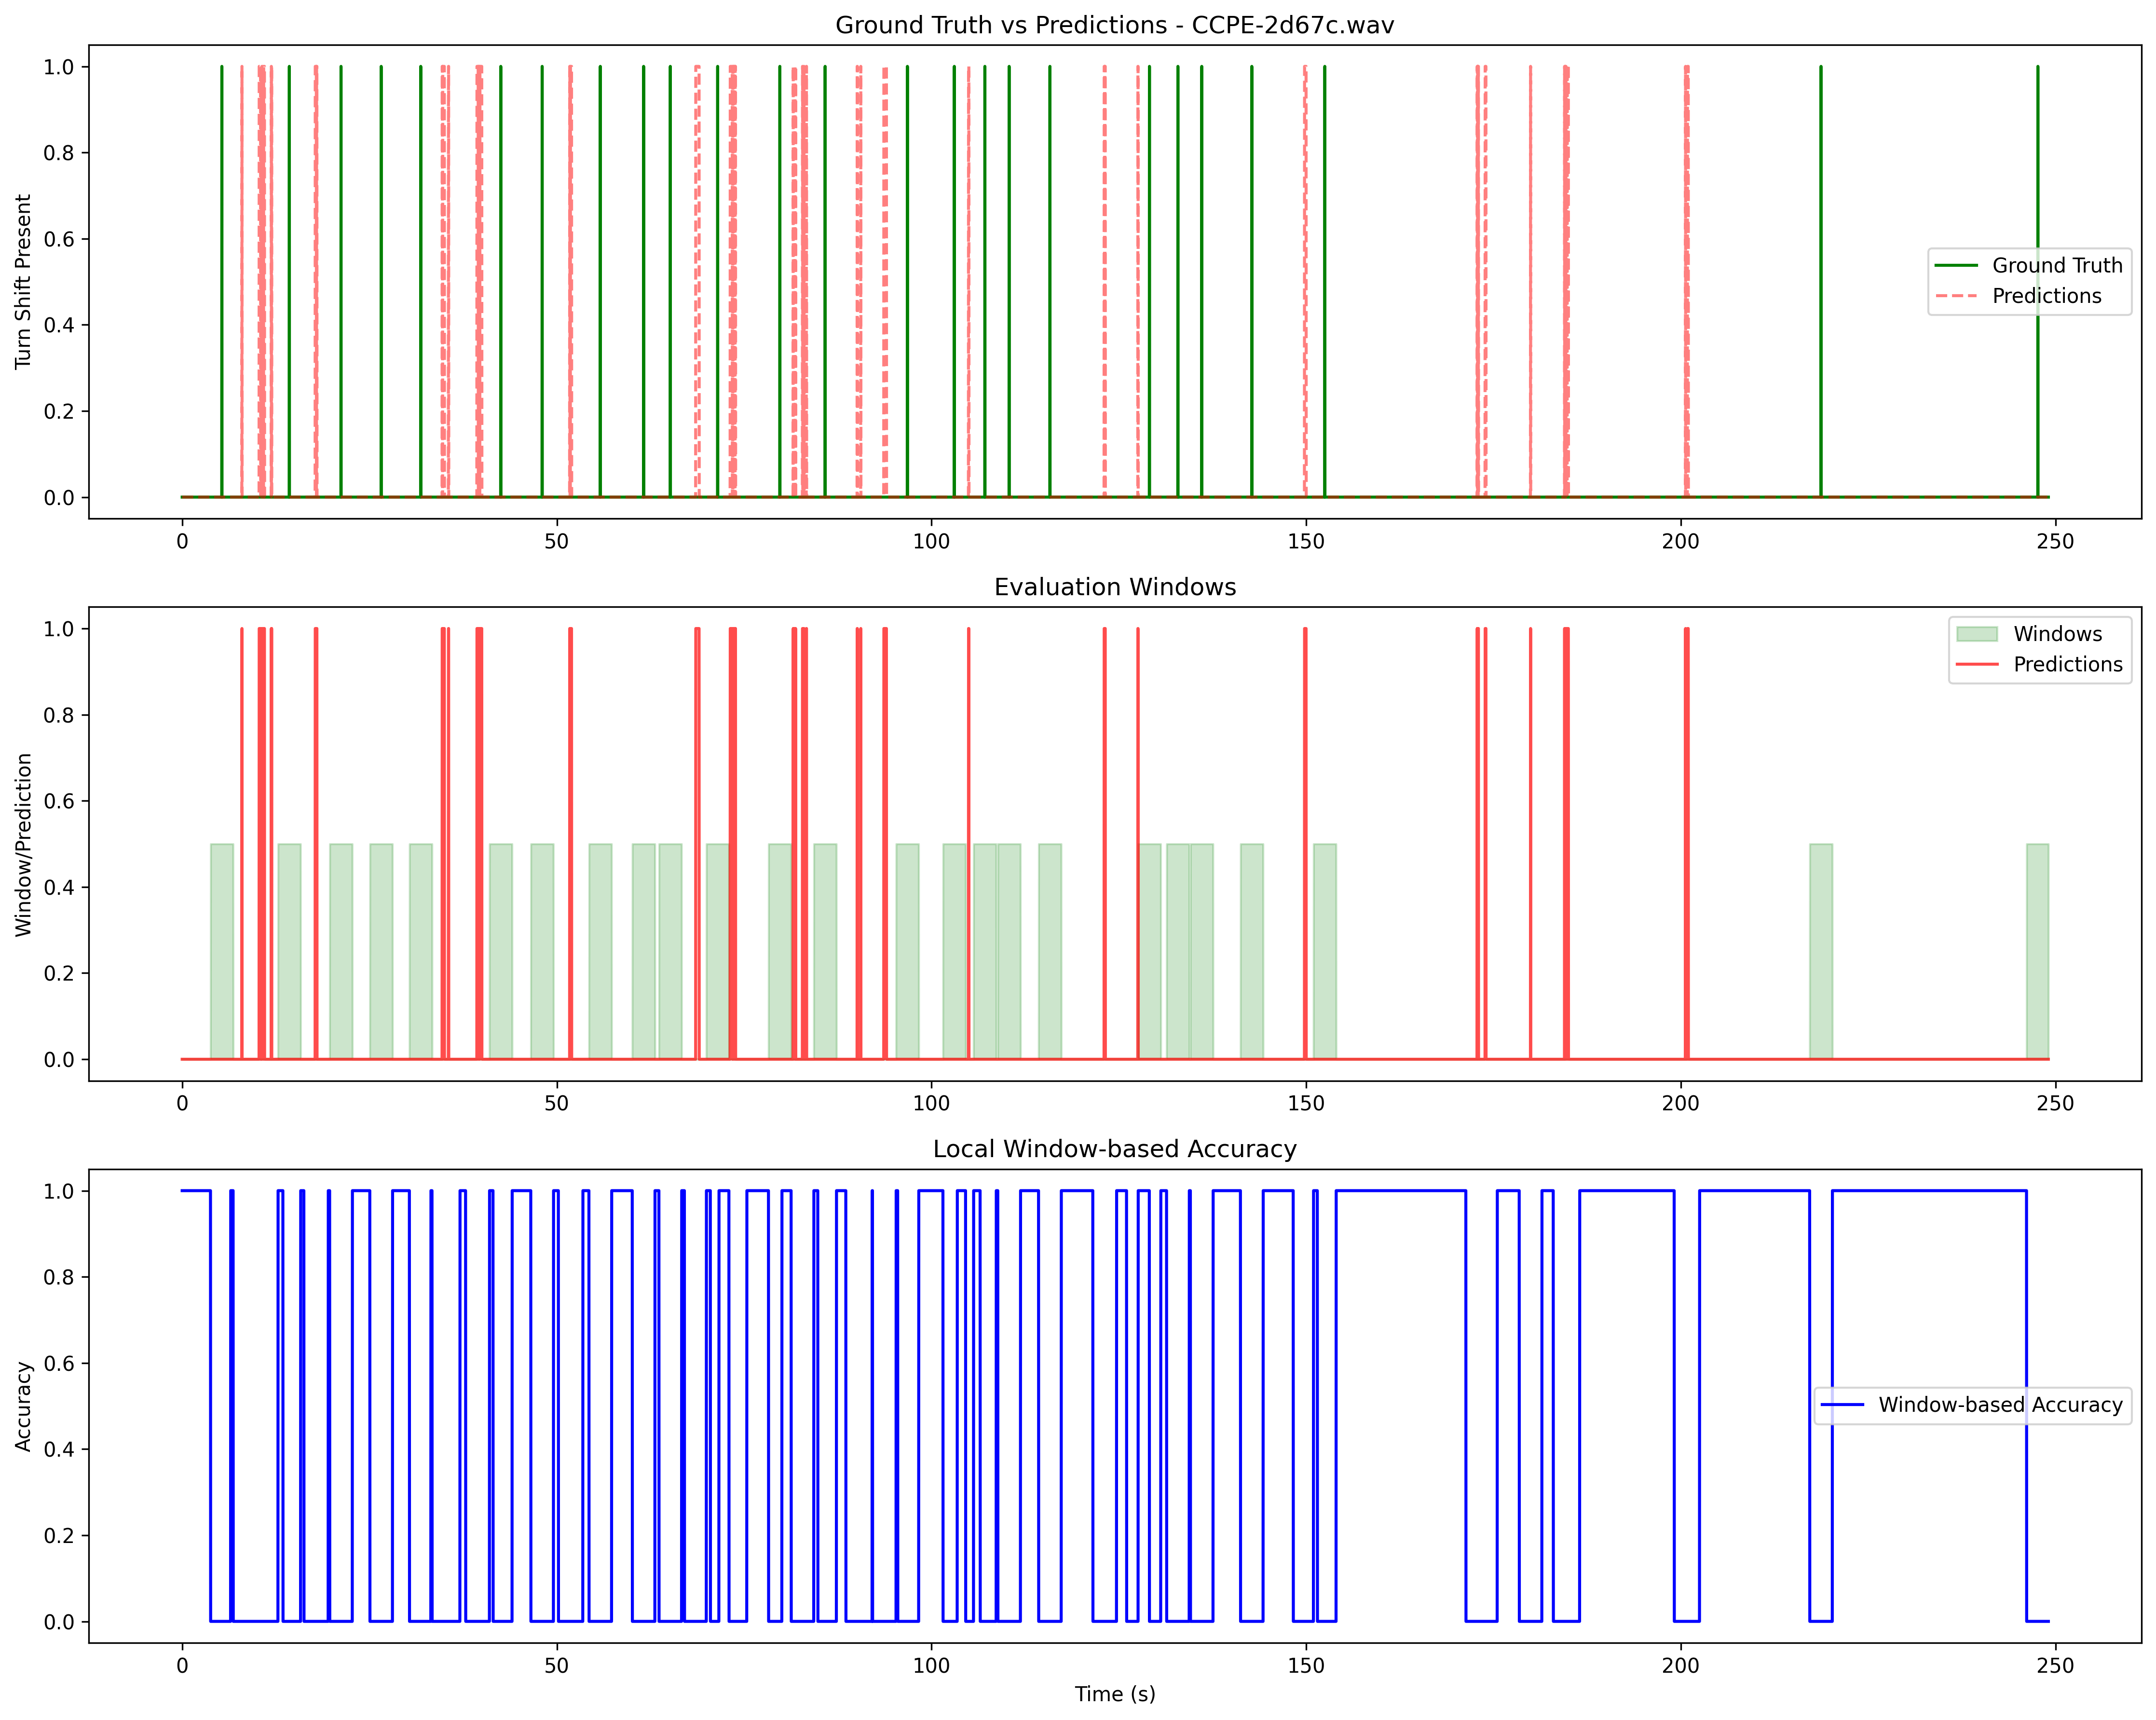 Ground Truth vs Predictions - CCPE-2d67c.wav
1.0
0.8
0.6
0.4
0.2
0.0
Turn Shift Present
Ground Truth
Predictions
0 50 100 150 200 250
Evaluation Windows
1.0
0.8
0.6
0.4
0.2
0.0
Window/Prediction
Windows
Predictions
0 50 100 150 200 250
Local Window-based Accuracy
1.0
0.8
0.6
0.4
0.2
0.0
Accuracy
Window-based Accuracy
0 50 100 150 200 250
Time (s)